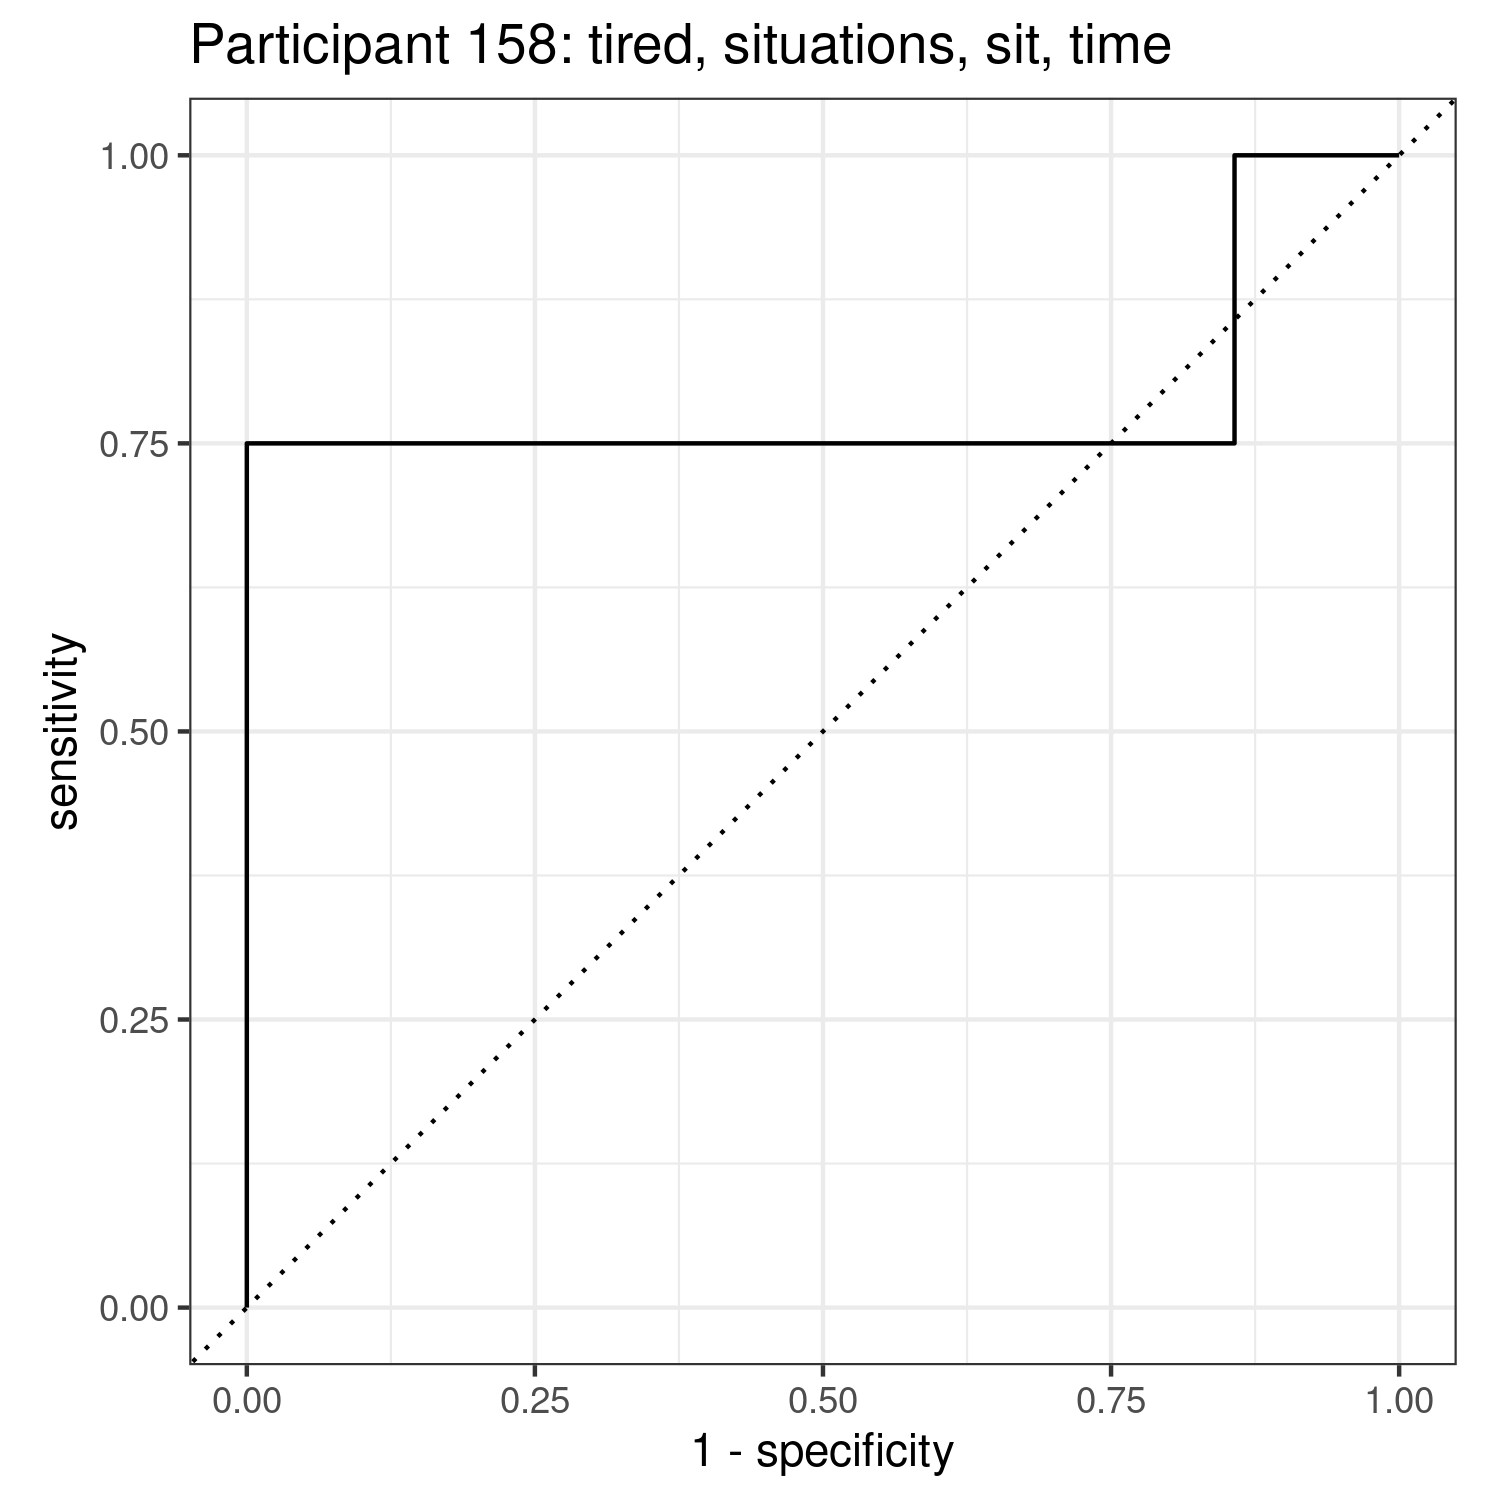 Participant 158: tired, situations, sit, time
1.00
0.75
0.50
0.25
0.00
sensitivity
0.00 0.25 0.50 0.75 1.00
1 - specificity